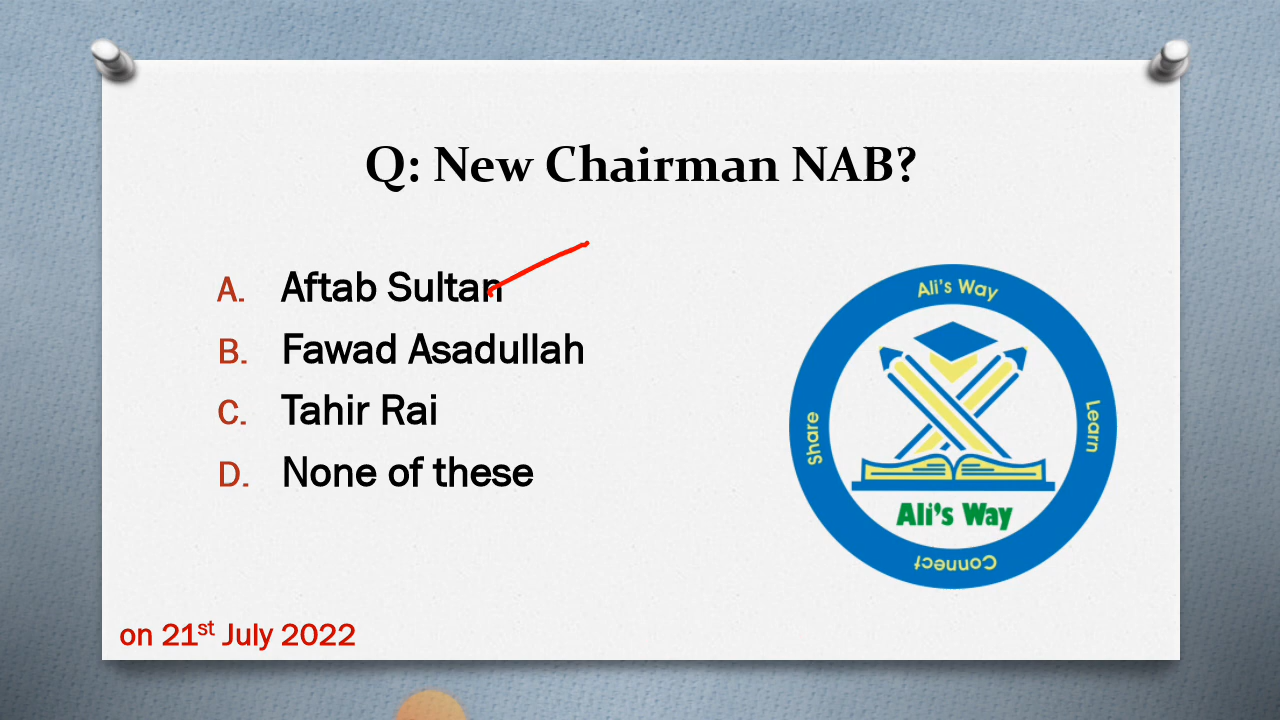 Q: New Chairman NAB?
A. Aftab Sultan
B. Fawad Asadullah
C. Tahir Rai
D. None of these
Ali's Way
Share
Learn
Ali's Way
Connect
on 21st July 2022